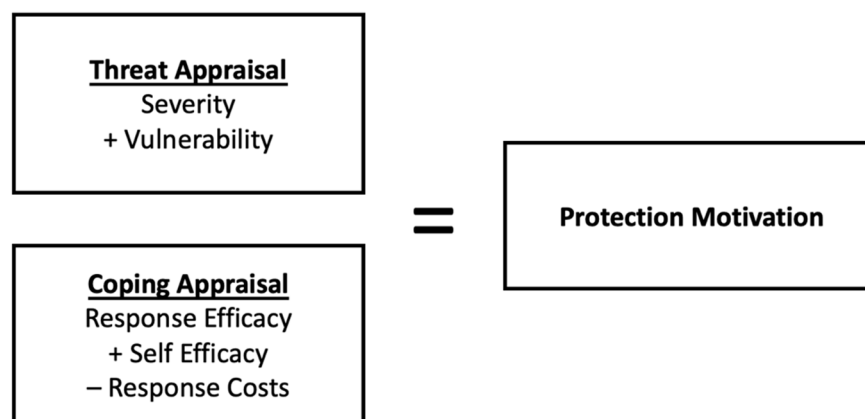 Threat Appraisal
Severity
+ Vulnerability
=
Protection Motivation
Coping Appraisal
Response Efficacy
+ Self Efficacy
– Response Costs